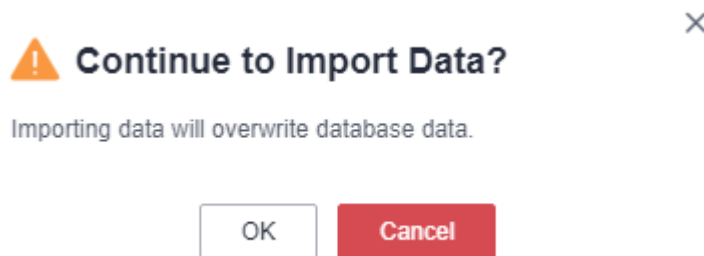 Continue to Import Data?
Importing data will overwrite database data.
OK
Cancel